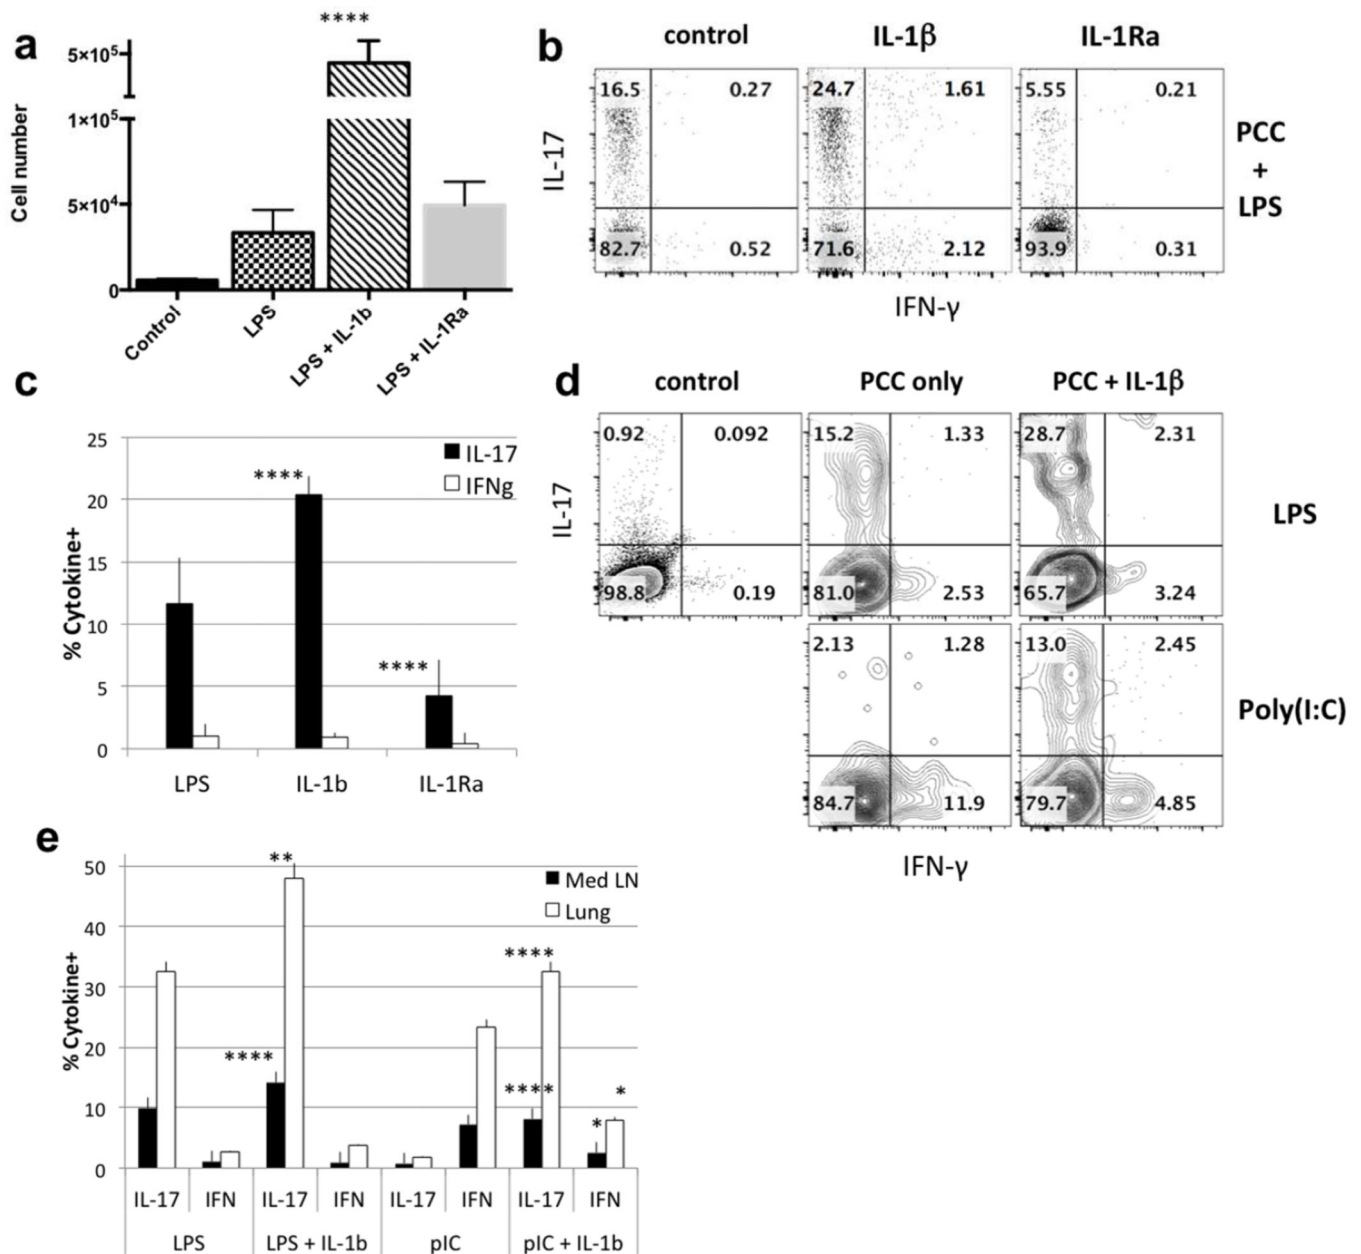 a
****
5×10⁵
1×10⁵
5×10⁴
0
Cell number
Control
LPS
LPS + IL-1b
LPS + IL-1Ra
b
control IL-1β IL-1Ra
16.5 0.27 24.7 1.61 5.55 0.21
82.7 0.52 71.6 2.12 93.9 0.31
IL-17
IFN-γ
PCC
+
LPS
c
25
20
15
10
5
0
% Cytokine+
IL-17
IFNg
****
****
LPS IL-1b IL-1Ra
d
control PCC only PCC + IL-1β
0.92 0.092 15.2 1.33 28.7 2.31
98.8 0.19 81.0 2.53 65.7 3.24
LPS
2.13 1.28 13.0 2.45
84.7 11.9 79.7 4.85
Poly(I:C)
IL-17
IFN-γ
e
50
40
30
20
10
0
% Cytokine+
Med LN
Lung
**
****
****
****
*
*
IL-17 IFN IL-17 IFN IL-17 IFN IL-17 IFN
LPS LPS + IL-1b pIC pIC + IL-1b